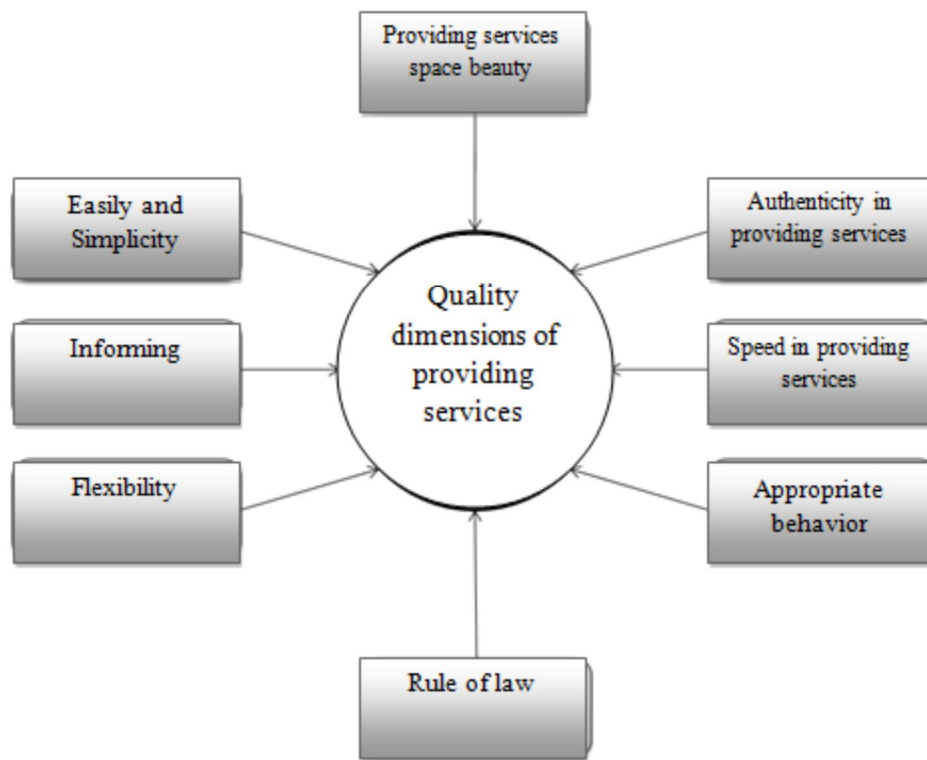 Providing services
space beauty
Easily and
Simplicity
Authenticity in
providing services
Quality
dimensions of
providing
services
Informing
Speed in providing
services
Flexibility
Appropriate
behavior
Rule of law